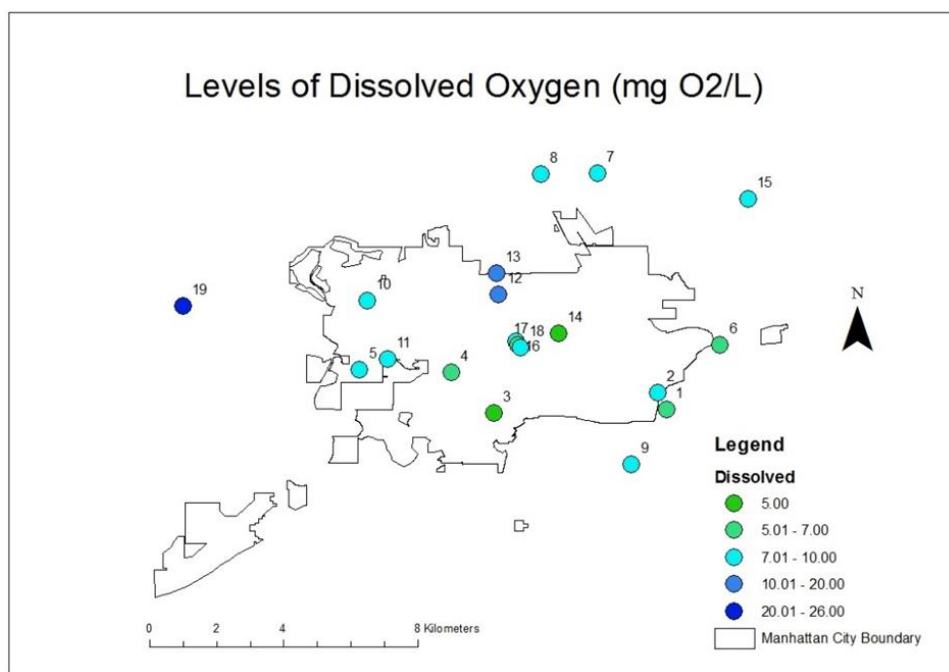 Levels of Dissolved Oxygen (mg O2/L)
8
7
15
13
12
19
10
17
18
14
16
6
11
5
4
2
1
3
9
N
Legend
Dissolved
5.00
5.01 - 7.00
7.01 - 10.00
10.01 - 20.00
20.01 - 26.00
Manhattan City Boundary
0 2 4 8 Kilometers